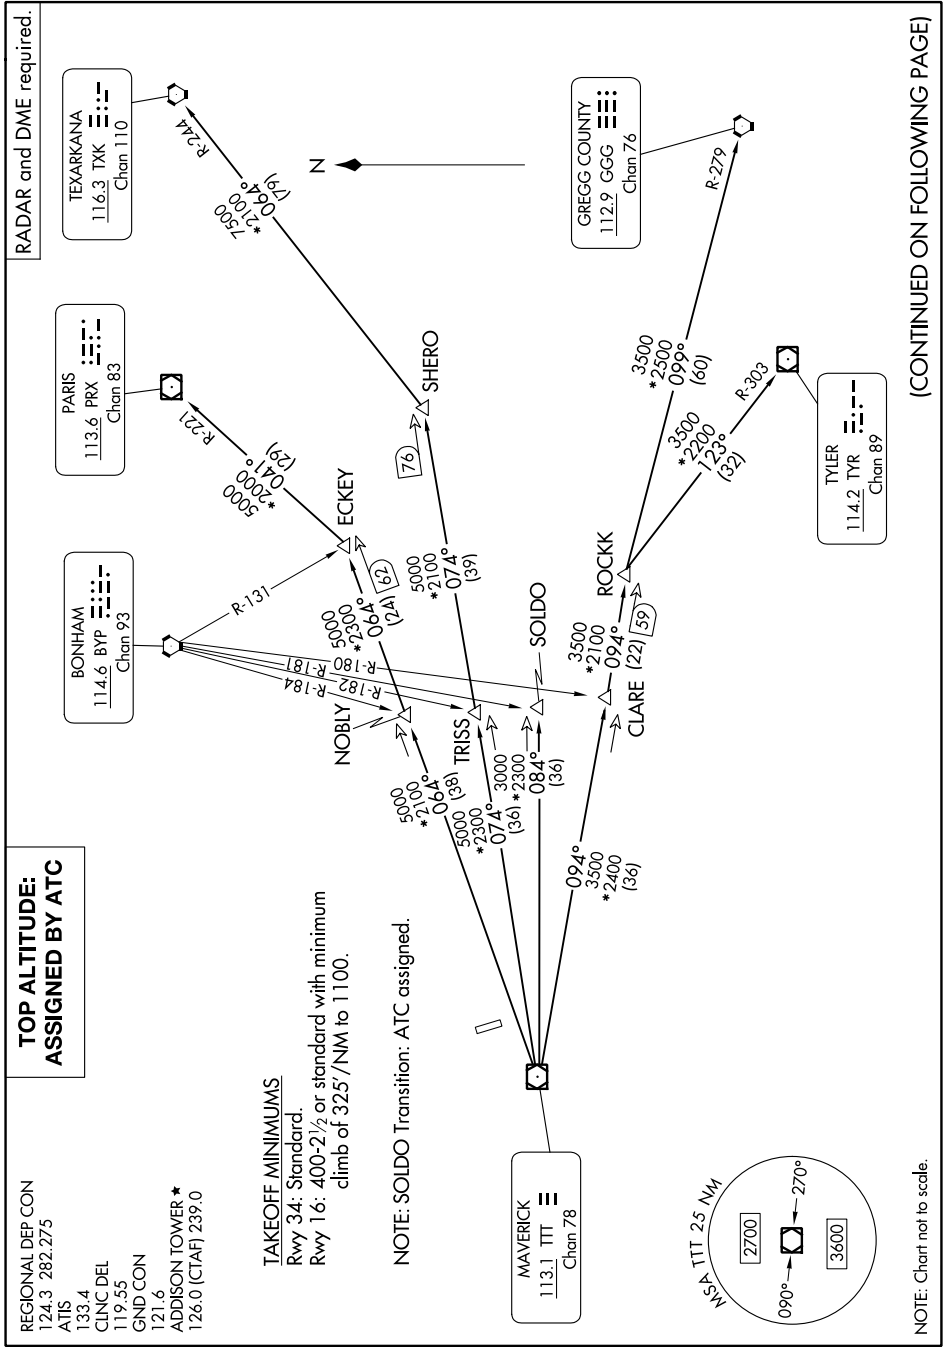 RADAR and DME required.
TOP ALTITUDE:
ASSIGNED BY ATC
REGIONAL DEP CON
124.3 282.275
ATIS
133.4
CLNC DEL
119.55
GND CON
121.6
ADDISON TOWER ★
126.0 (CTAF) 239.0
BONHAM
114.6 BYP
Chan 93
PARIS
113.6 PRX
Chan 83
TEXARKANA
116.3 TXK
Chan 110
R-244
7500
*2100
064°
(79)
N
R-221
5000
*2000
041°
(29)
R-131
ECKEY
62
5000
*2300
064°
(24)
R-184
R-181
R-182
R-180
NOBLY
5000
*2100
064°
(38)
SHERO
76
5000
*2100
074°
(39)
TRISS
5000
*2300
074°
(36)
SOLDO
3000
*2300
084°
(36)
CLARE
094°
3500
*2400
(36)
ROCKK
59
3500
*2100
094°
(22)
3500
*2500
099°
(60)
R-279
3500
*2200
123°
(32)
R-303
GREGG COUNTY
112.9 GGG
Chan 76
TYLER
114.2 TYR
Chan 89
TAKEOFF MINIMUMS
Rwy 34: Standard.
Rwy 16: 400-2½ or standard with minimum
climb of 325'/NM to 1100.
NOTE: SOLDO Transition: ATC assigned.
MAVERICK
113.1 TTT
Chan 78
MSA TTT 25 NM
2700
090°
270°
3600
NOTE: Chart not to scale.
(CONTINUED ON FOLLOWING PAGE)